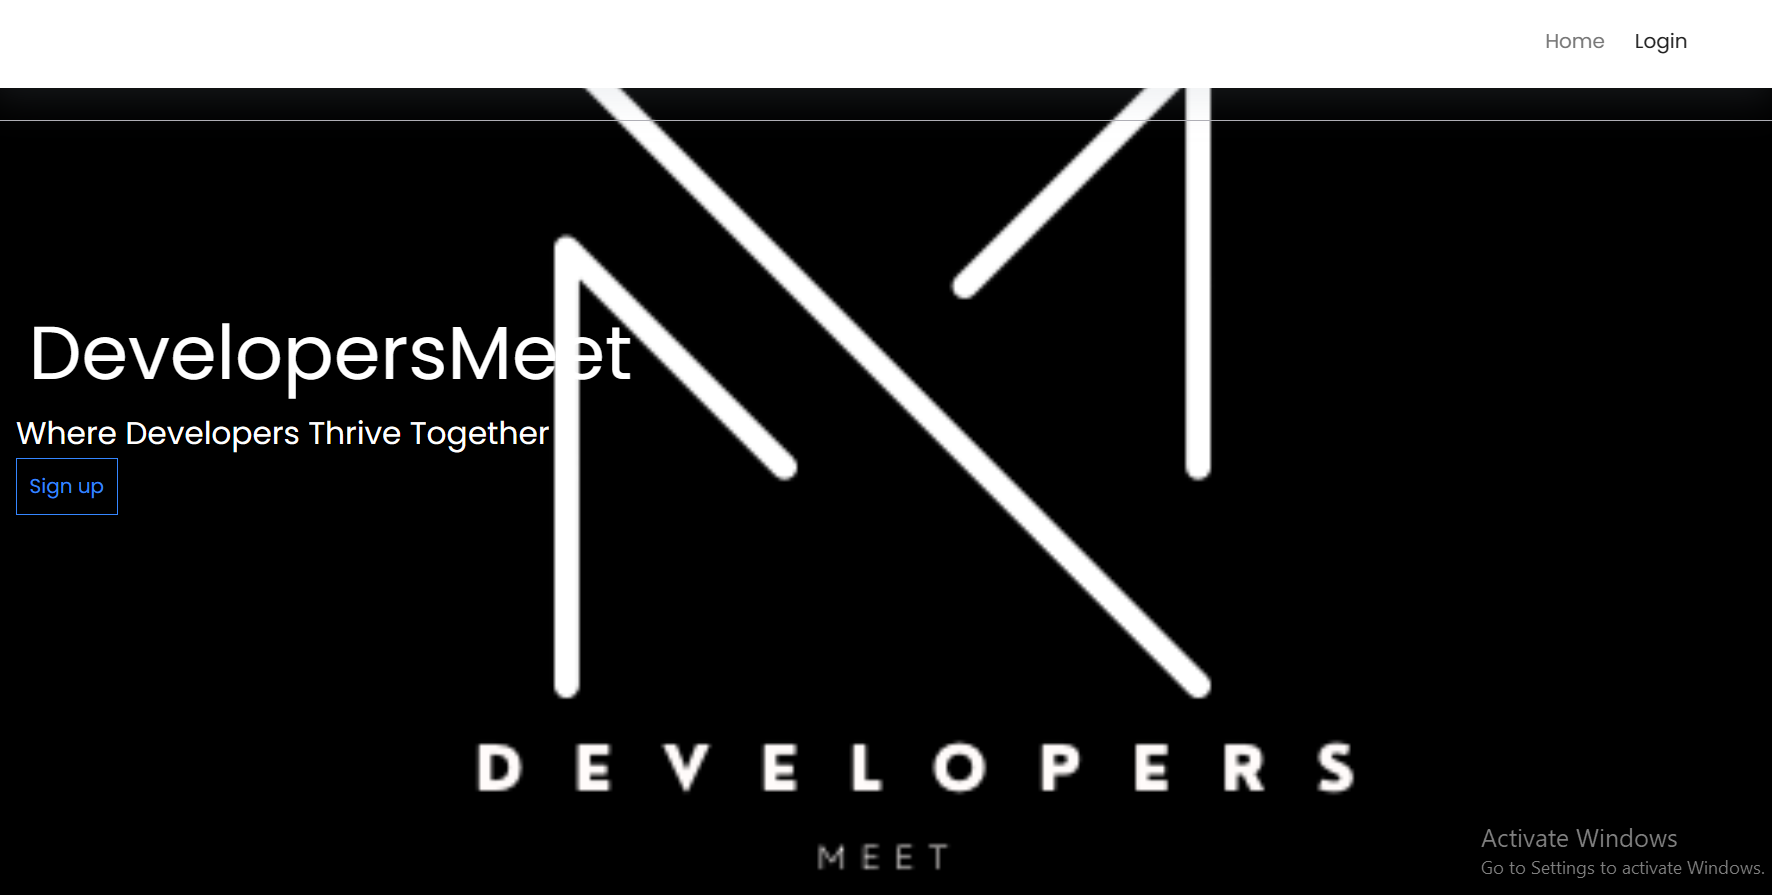 Home Login
DevelopersMeet
Where Developers Thrive Together
Sign up
DEVELOPERS
MEET
Activate Windows
Go to Settings to activate Windows.